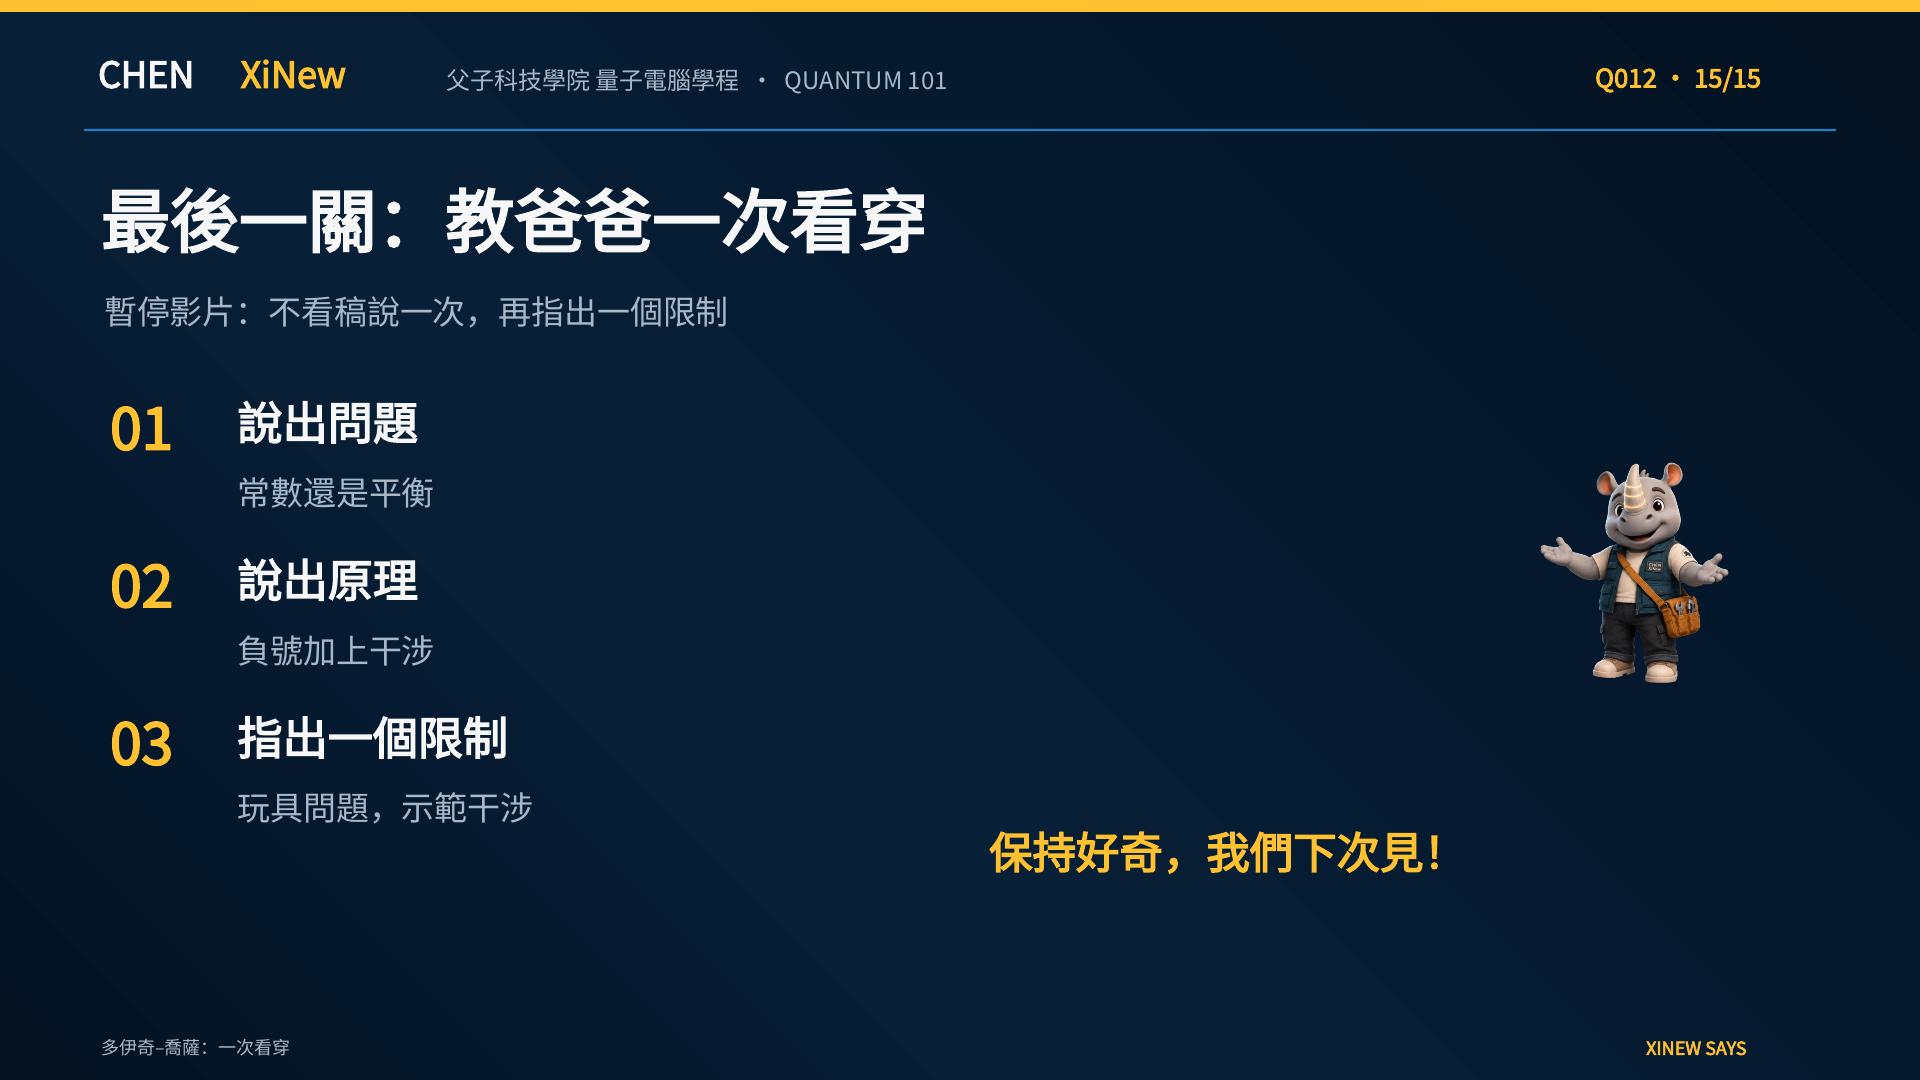 CHEN XiNew 父子科技學院 量子電腦學程 • QUANTUM 101 Q012 • 15/15
最後一關：教爸爸一次看穿
暫停影片：不看稿說一次，再指出一個限制
01 說出問題
常數還是平衡
02 說出原理
負號加上干涉
03 指出一個限制
玩具問題，示範干涉
保持好奇，我們下次見！
多伊奇–喬薩：一次看穿
XINEW SAYS